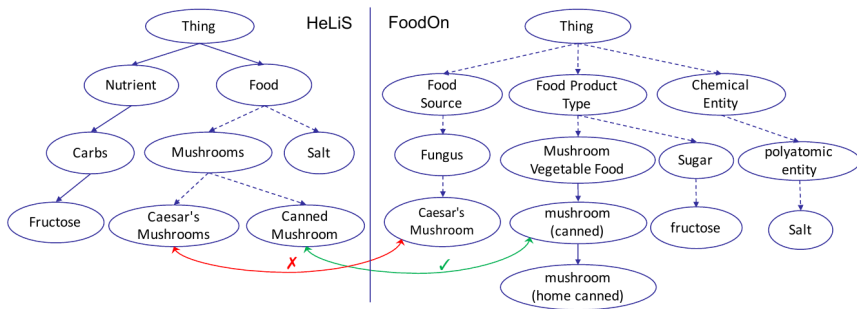 HeLiS
Thing
Nutrient
Food
Carbs
Mushrooms
Salt
Fructose
Caesar's
Mushrooms
Canned
Mushroom
✗
✓
FoodOn
Thing
Food
Source
Food Product
Type
Chemical
Entity
Fungus
Mushroom
Vegetable Food
Sugar
polyatomic
entity
Caesar's
Mushroom
mushroom
(canned)
fructose
Salt
mushroom
(home canned)